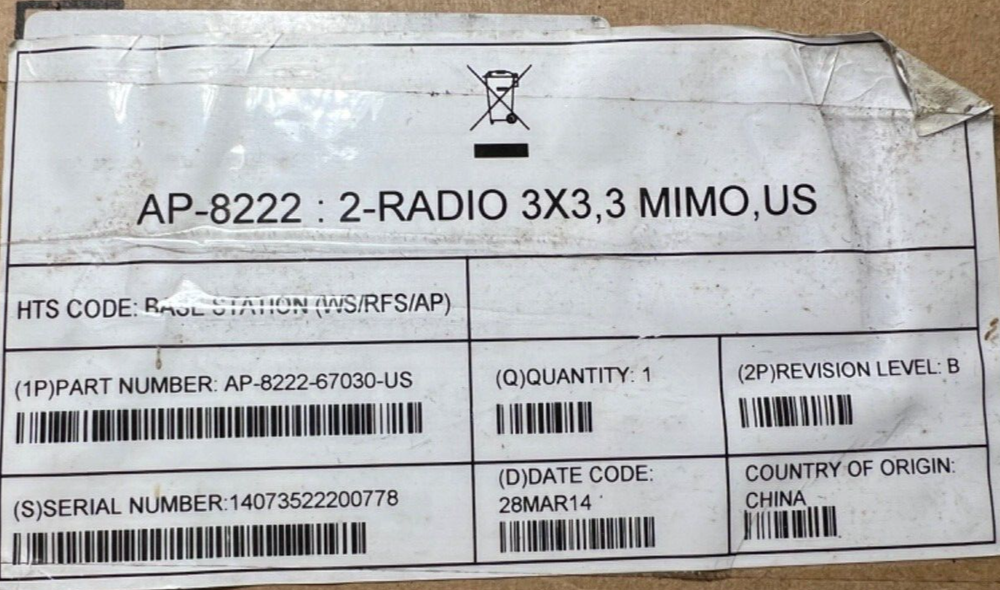 AP-8222 : 2-RADIO 3X3,3 MIMO,US
HTS CODE: BASE STATION (WS/RFS/AP)
(1P)PART NUMBER: AP-8222-67030-US
(Q)QUANTITY: 1
(2P)REVISION LEVEL: B
(S)SERIAL NUMBER:14073522200778
(D)DATE CODE:
28MAR14
COUNTRY OF ORIGIN:
CHINA